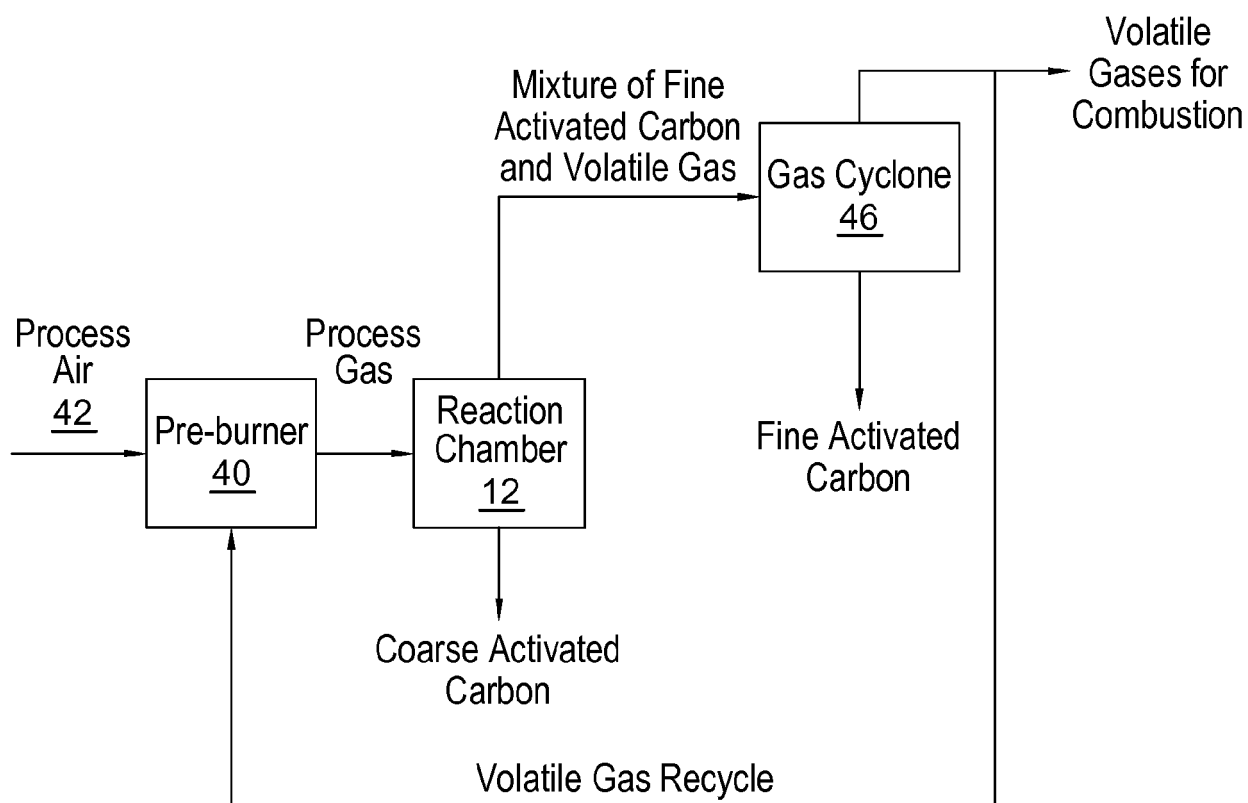 Volatile
Gases for
Combustion
Mixture of Fine
Activated Carbon
and Volatile Gas
Gas Cyclone
46
Process
Air
42
Process
Gas
Pre-burner
40
Reaction
Chamber
12
Fine Activated
Carbon
Coarse Activated
Carbon
Volatile Gas Recycle